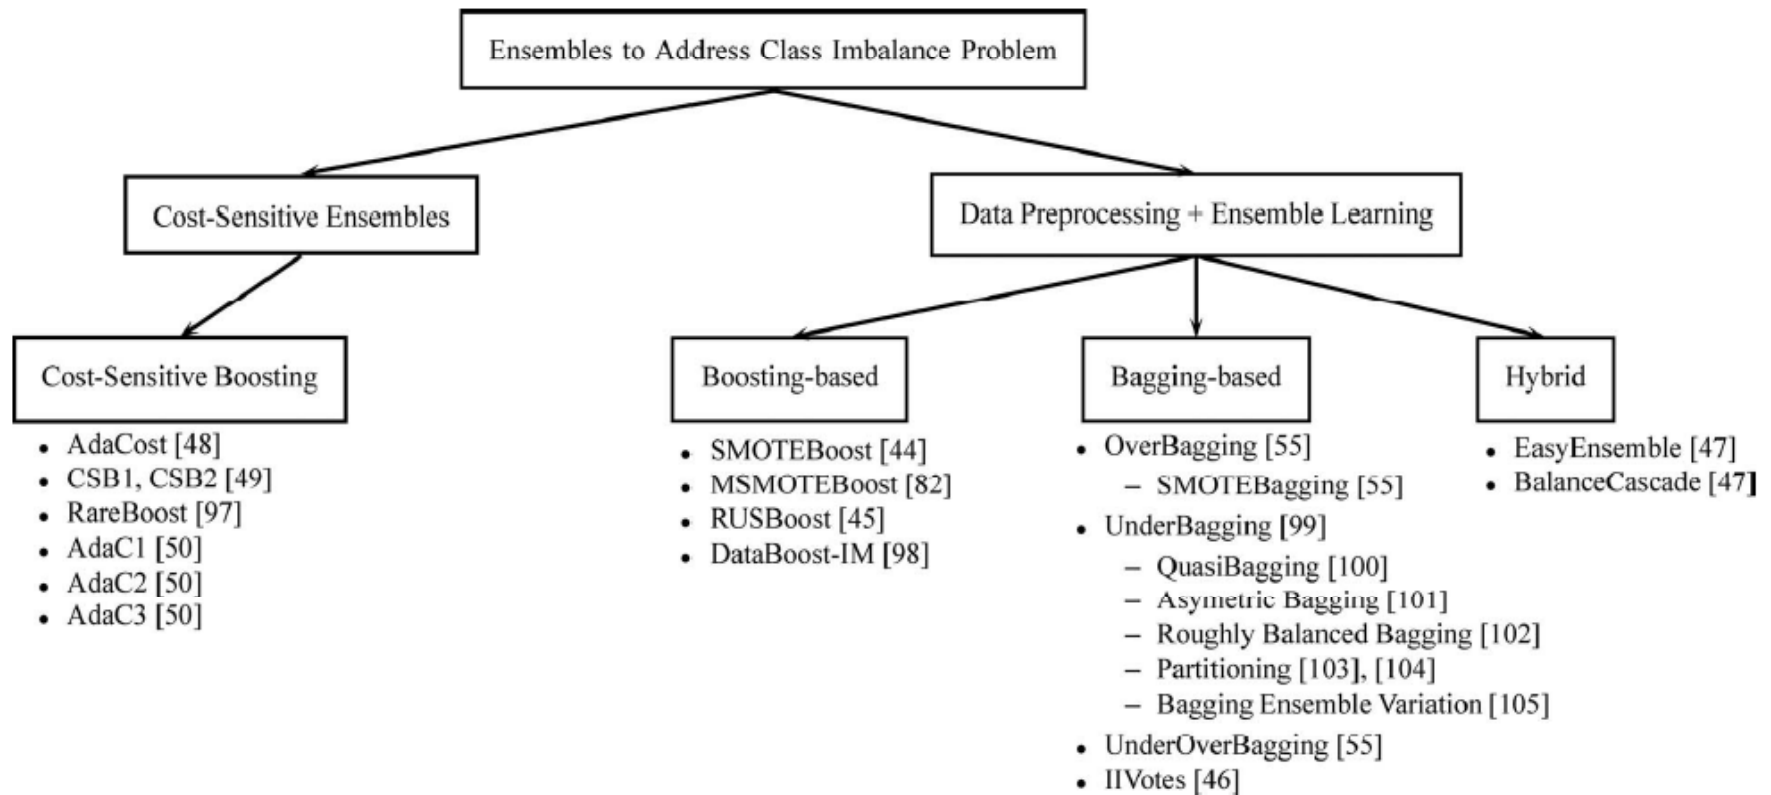 Ensembles to Address Class Imbalance Problem
Cost-Sensitive Ensembles
Data Preprocessing + Ensemble Learning
Cost-Sensitive Boosting
• AdaCost [48]
• CSB1, CSB2 [49]
• RareBoost [97]
• AdaC1 [50]
• AdaC2 [50]
• AdaC3 [50]
Boosting-based
• SMOTEBoost [44]
• MSMOTEBoost [82]
• RUSBoost [45]
• DataBoost-IM [98]
Bagging-based
• OverBagging [55]
– SMOTEBagging [55]
• UnderBagging [99]
– QuasiBagging [100]
– Asymetric Bagging [101]
– Roughly Balanced Bagging [102]
– Partitioning [103], [104]
– Bagging Ensemble Variation [105]
• UnderOverBagging [55]
• IIVotes [46]
Hybrid
• EasyEnsemble [47]
• BalanceCascade [47]